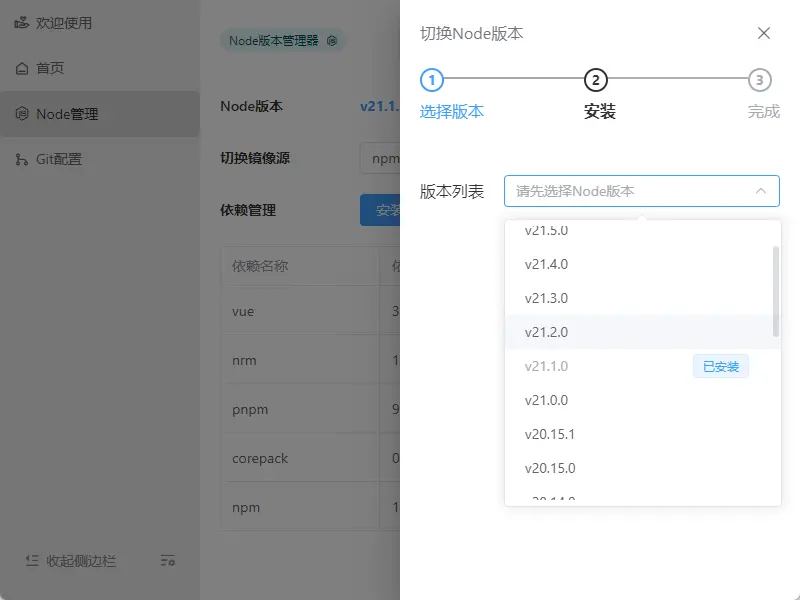 欢迎使用
首页
Node管理
Git配置
收起侧边栏
Node版本管理器
Node版本
v21.1.
切换镜像源
npm
依赖管理
安装
依赖名称
vue
3
nrm
1
pnpm
9
corepack
0
npm
1
切换Node版本
1
2
3
选择版本
安装
完成
版本列表
请先选择Node版本
v21.5.0
v21.4.0
v21.3.0
v21.2.0
v21.1.0 已安装
v21.0.0
v20.15.1
v20.15.0